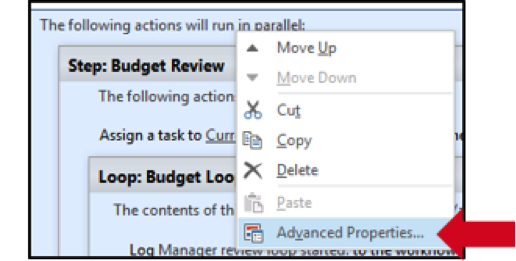 The following actions will run in parallel:
Move Up
Step: Budget Review
Move Down
The following action
Cut
Assign a task to Curr
Copy
Delete
Loop: Budget Loo
Paste
The contents of th
Advanced Properties...
Log Manager review loop started: to the workflow